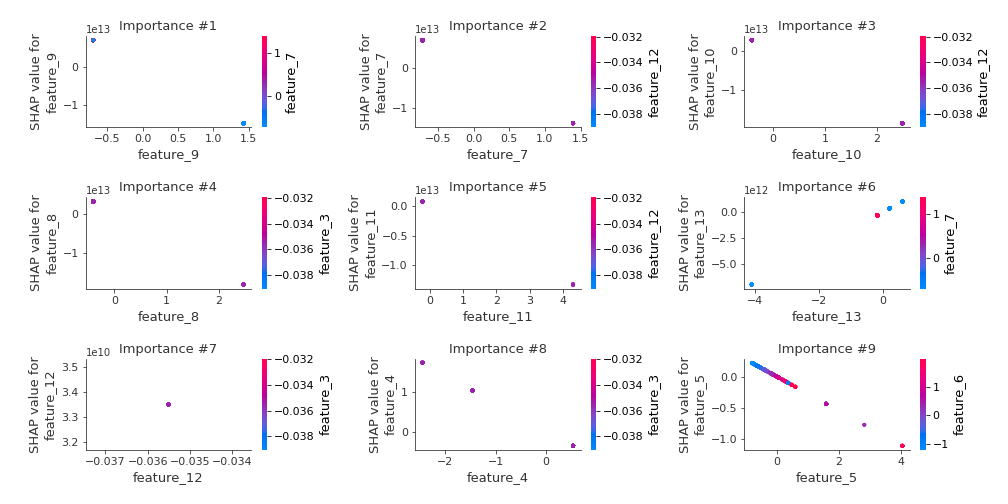 Importance #1
1e13
SHAP value for
feature_9
0
−1
−0.5
0.0
0.5
1.0
1.5
feature_9
1
0
feature_7
Importance #2
1e13
SHAP value for
feature_7
0
−1
−0.5
0.0
0.5
1.0
1.5
feature_7
−0.032
−0.034
−0.036
−0.038
feature_12
Importance #3
1e13
SHAP value for
feature_10
0
−1
0
1
2
feature_10
−0.032
−0.034
−0.036
−0.038
feature_12
Importance #4
1e13
SHAP value for
feature_8
0
−1
0
1
2
feature_8
−0.032
−0.034
−0.036
−0.038
feature_3
Importance #5
1e13
SHAP value for
feature_11
0.0
−0.5
−1.0
0
1
2
3
4
feature_11
−0.032
−0.034
−0.036
−0.038
feature_12
Importance #6
1e12
SHAP value for
feature_13
0.0
−2.5
−5.0
−4
−2
0
feature_13
1
0
feature_7
Importance #7
1e10
SHAP value for
feature_12
3.5
3.4
3.3
3.2
−0.037
−0.036
−0.035
−0.034
feature_12
−0.032
−0.034
−0.036
−0.038
feature_3
Importance #8
SHAP value for
feature_4
1
0
−2
−1
0
feature_4
−0.032
−0.034
−0.036
−0.038
feature_3
Importance #9
SHAP value for
feature_5
0.0
−0.5
−1.0
0
2
4
feature_5
1
0
−1
feature_6